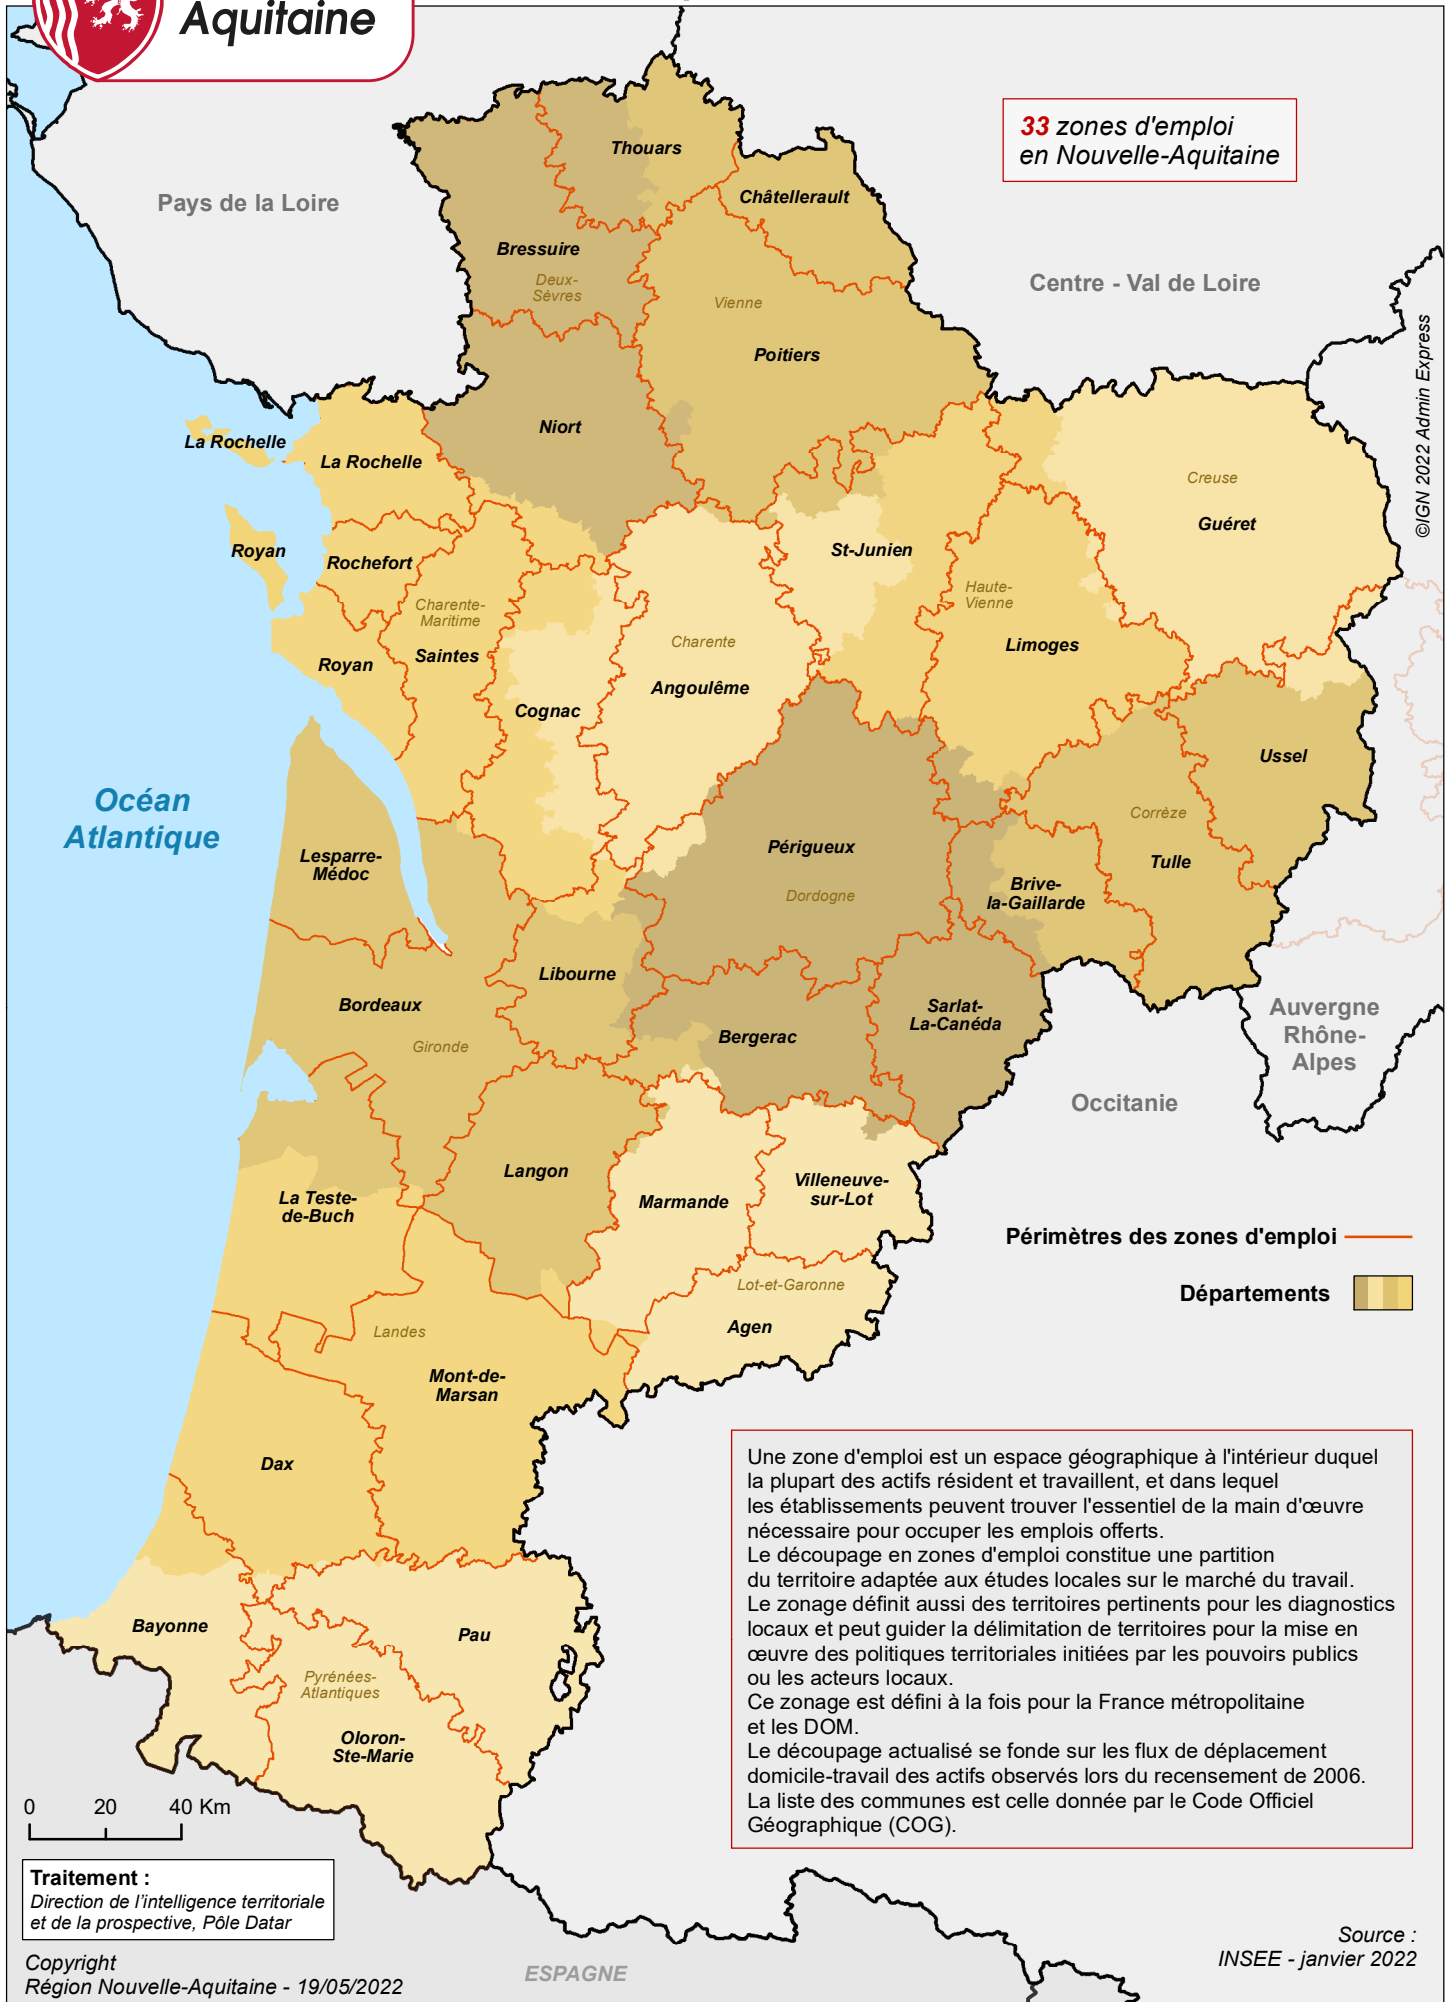 Aquitaine
33 zones d'emploi
en Nouvelle-Aquitaine
Pays de la Loire
Centre - Val de Loire
©IGN 2022 Admin Express
Thouars
Châtellerault
Bressuire
Deux-
Sèvres
Vienne
Poitiers
Niort
La Rochelle
La Rochelle
Creuse
Guéret
Royan
Rochefort
St-Junien
Haute-
Vienne
Charente-
Maritime
Charente
Limoges
Royan
Saintes
Angoulême
Cognac
Ussel
Océan
Atlantique
Corrèze
Tulle
Lesparre-
Médoc
Périgueux
Dordogne
Brive-
la-Gaillarde
Libourne
Bordeaux
Gironde
Bergerac
Sarlat-
La-Canéda
Auvergne
Rhône-
Alpes
Occitanie
Langon
La Teste-
de-Buch
Marmande
Villeneuve-
sur-Lot
Périmètres des zones d'emploi
Lot-et-Garonne
Départements
Agen
Landes
Mont-de-
Marsan
Dax
Une zone d'emploi est un espace géographique à l'intérieur duquel
la plupart des actifs résident et travaillent, et dans lequel
les établissements peuvent trouver l'essentiel de la main d'œuvre
nécessaire pour occuper les emplois offerts.
Le découpage en zones d'emploi constitue une partition
du territoire adaptée aux études locales sur le marché du travail.
Le zonage définit aussi des territoires pertinents pour les diagnostics
locaux et peut guider la délimitation de territoires pour la mise en
œuvre des politiques territoriales initiées par les pouvoirs publics
ou les acteurs locaux.
Ce zonage est défini à la fois pour la France métropolitaine
et les DOM.
Le découpage actualisé se fonde sur les flux de déplacement
domicile-travail des actifs observés lors du recensement de 2006.
La liste des communes est celle donnée par le Code Officiel
Géographique (COG).
Bayonne
Pau
Pyrénées-
Atlantiques
Oloron-
Ste-Marie
0 20 40 Km
Traitement :
Direction de l'intelligence territoriale
et de la prospective, Pôle Datar
Copyright
Région Nouvelle-Aquitaine - 19/05/2022
ESPAGNE
Source :
INSEE - janvier 2022